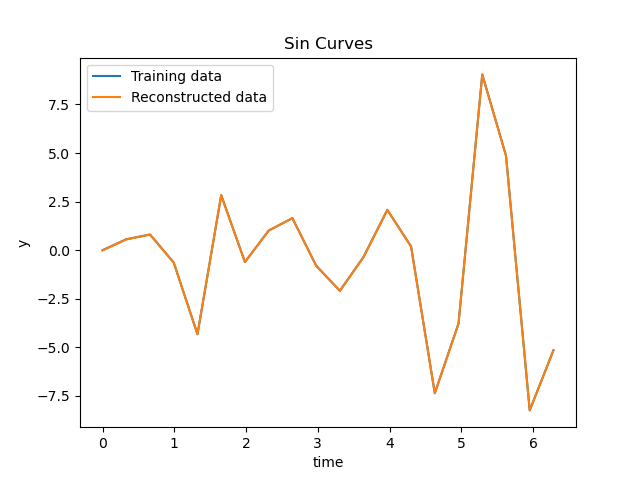 Sin Curves
Training data
Reconstructed data
7.5
5.0
2.5
0.0
−2.5
−5.0
−7.5
y
0 1 2 3 4 5 6
time